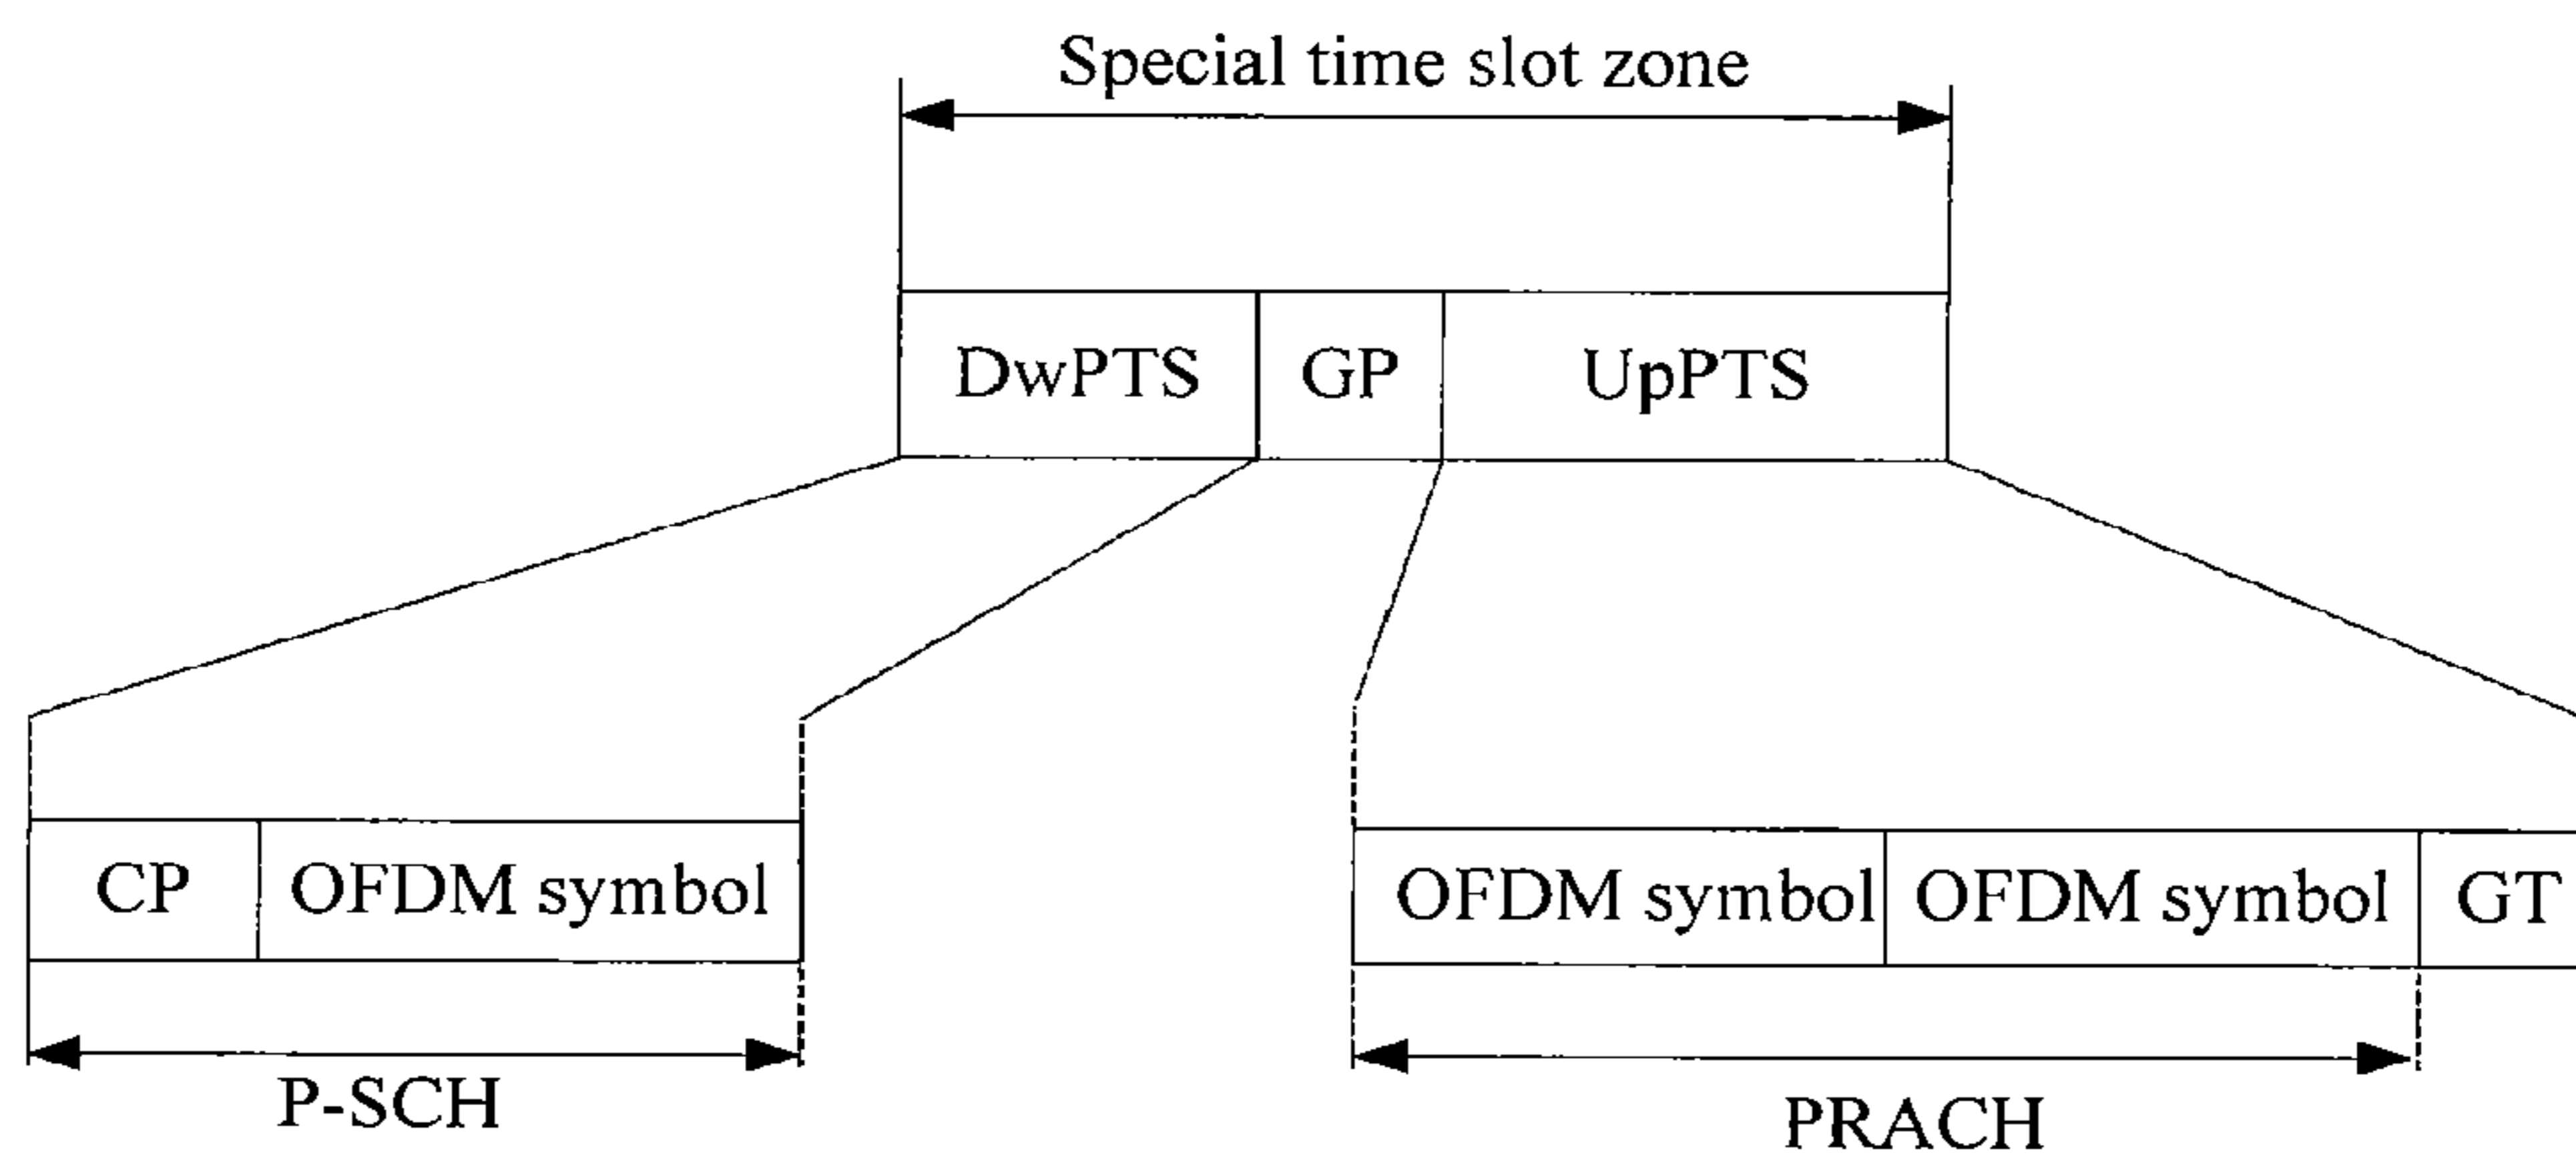 Special time slot zone
DwPTS GP UpPTS
CP OFDM symbol OFDM symbol OFDM symbol GT
P-SCH PRACH